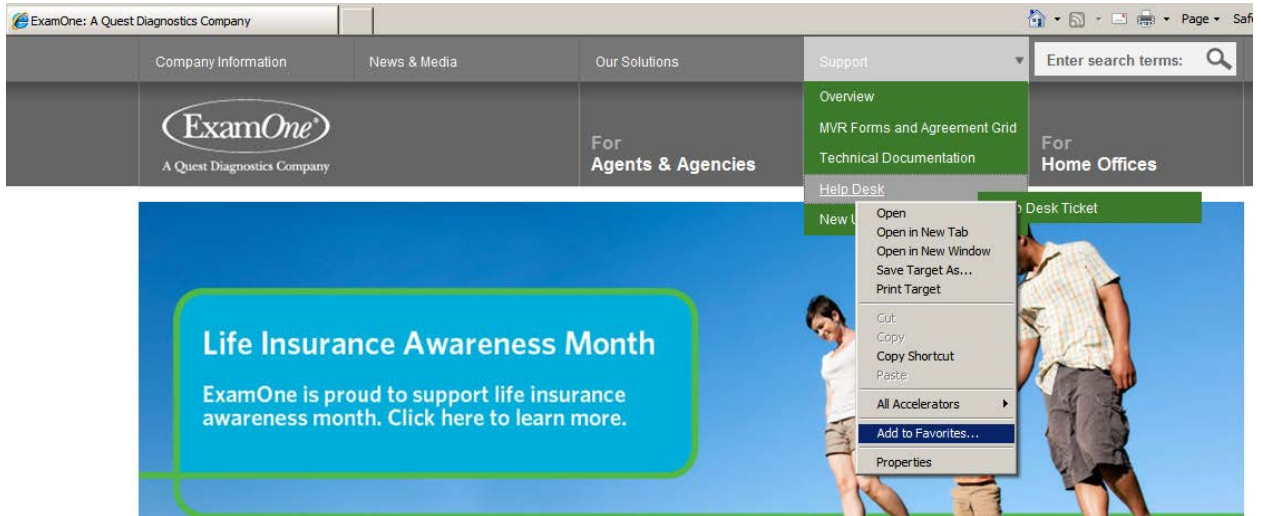 ExamOne: A Quest Diagnostics Company
Page
Company Information
News & Media
Our Solutions
Support
Enter search terms:
ExamOne®
A Quest Diagnostics Company
For
Agents & Agencies
Overview
MVR Forms and Agreement Grid
Technical Documentation
Help Desk
New
Desk Ticket
For
Home Offices
Open
Open in New Tab
Open in New Window
Save Target As...
Print Target
Cut
Copy
Copy Shortcut
Paste
All Accelerators
Add to Favorites...
Properties
Life Insurance Awareness Month
ExamOne is proud to support life insurance
awareness month. Click here to learn more.